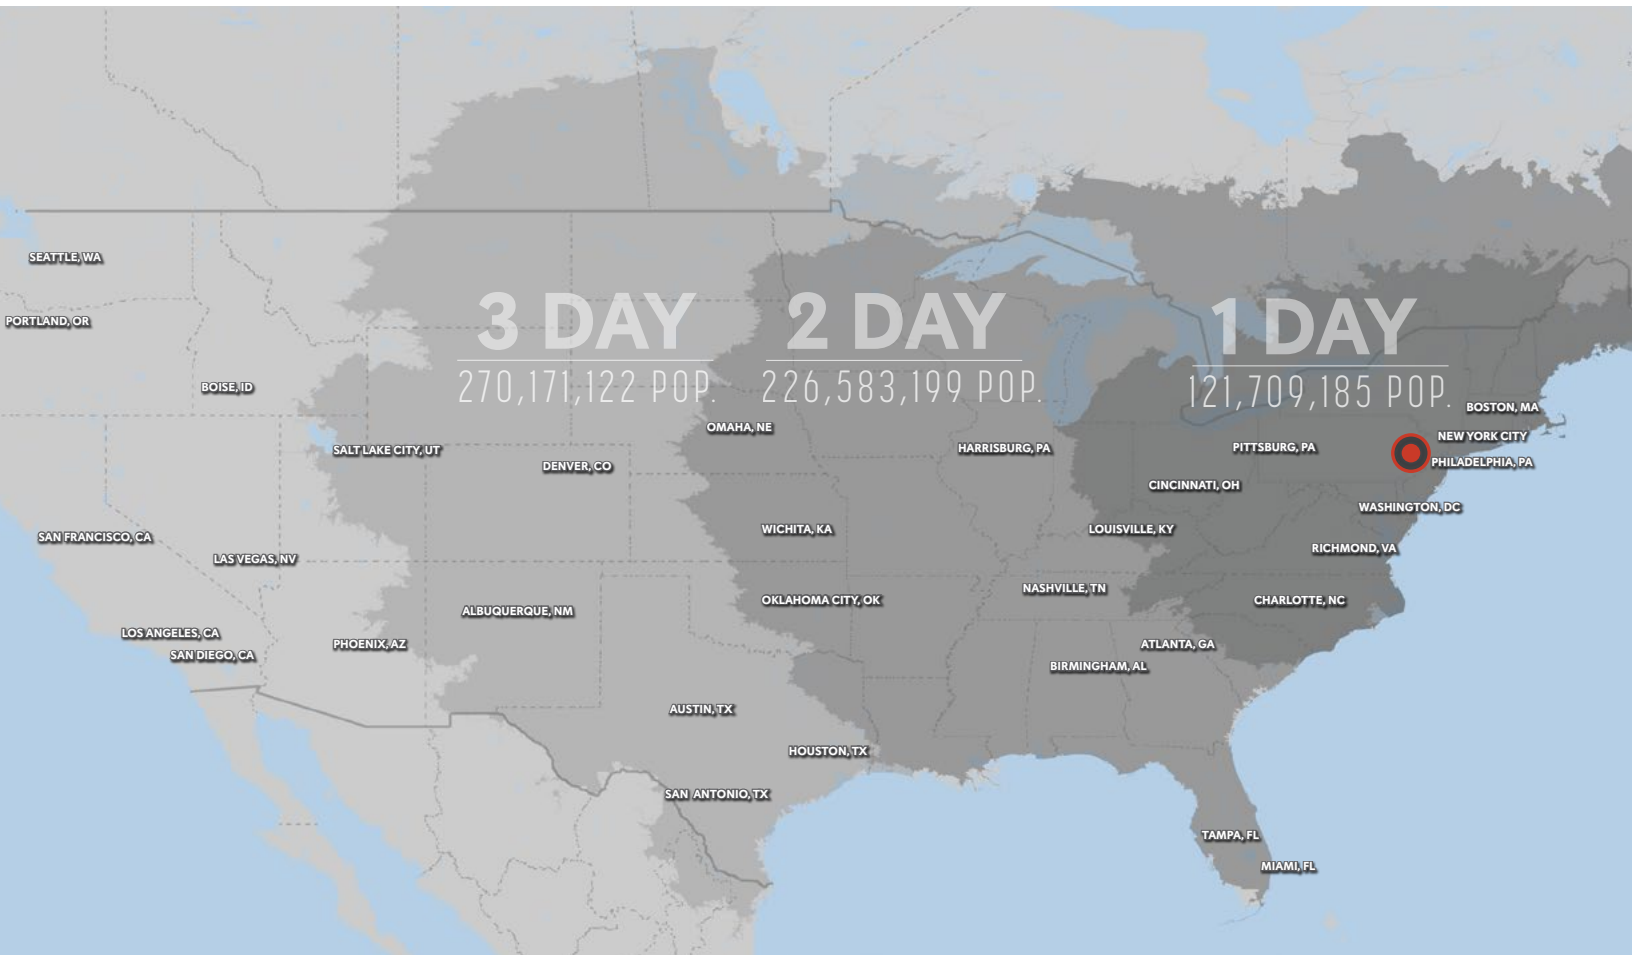 SEATTLE, WA
PORTLAND, OR
BOISE, ID
3 DAY
270,171,122 POP.
2 DAY
226,583,199 POP.
1 DAY
121,709,185 POP.
BOSTON, MA
OMAHA, NE
NEW YORK CITY
SALT LAKE CITY, UT
HARRISBURG, PA
PITTSBURG, PA
DENVER, CO
PHILADELPHIA, PA
CINCINNATI, OH
WASHINGTON, DC
SAN FRANCISCO, CA
WICHITA, KA
LOUISVILLE, KY
LAS VEGAS, NV
RICHMOND, VA
NASHVILLE, TN
ALBUQUERQUE, NM
OKLAHOMA CITY, OK
CHARLOTTE, NC
LOS ANGELES, CA
PHOENIX, AZ
ATLANTA, GA
SAN DIEGO, CA
BIRMINGHAM, AL
AUSTIN, TX
HOUSTON, TX
SAN ANTONIO, TX
TAMPA, FL
MIAMI, FL